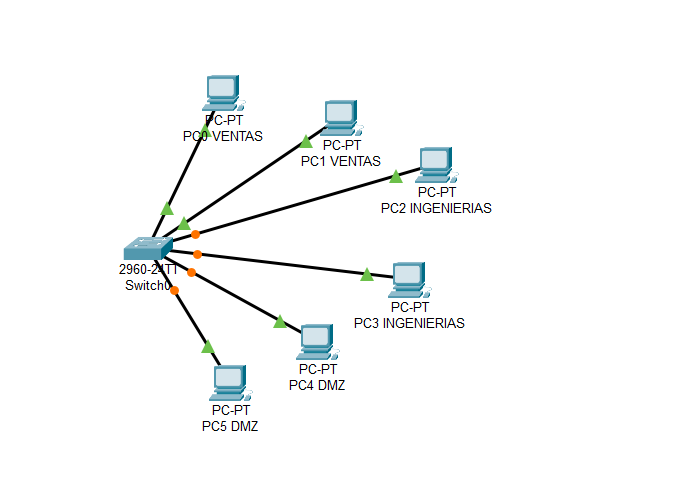 PC-PT
PC0 VENTAS
PC-PT
PC1 VENTAS
PC-PT
PC2 INGENIERIAS
2960-24TT
Switch0
PC-PT
PC3 INGENIERIAS
PC-PT
PC4 DMZ
PC-PT
PC5 DMZ